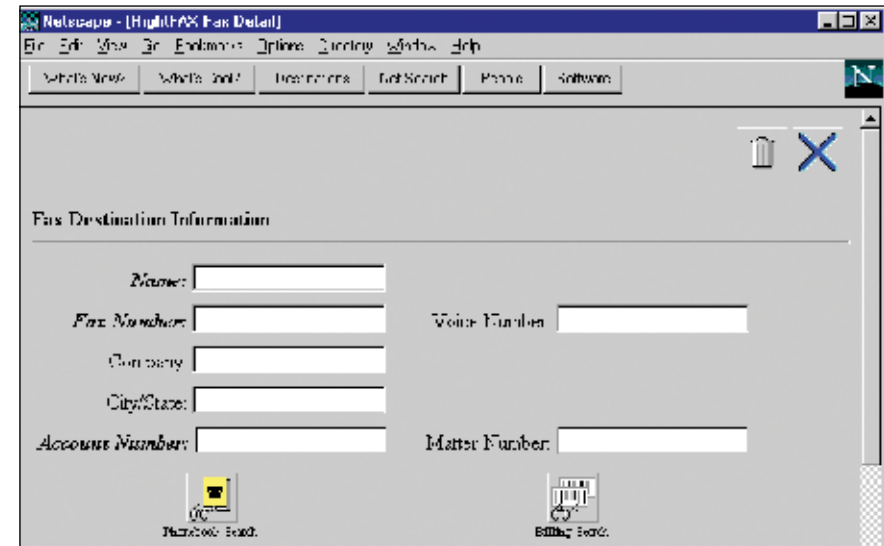 Netscape - [RightFAX Fax Detail]
File Edit View Go Bookmarks Options Directory Window Help
What's New? What's Cool? Destinations Net Search People Software
N
Fax Destination Information
Name:
Fax Number: Voice Number
Company
City/State:
Account Number: Matter Number:
Phonebook Search Billing Search